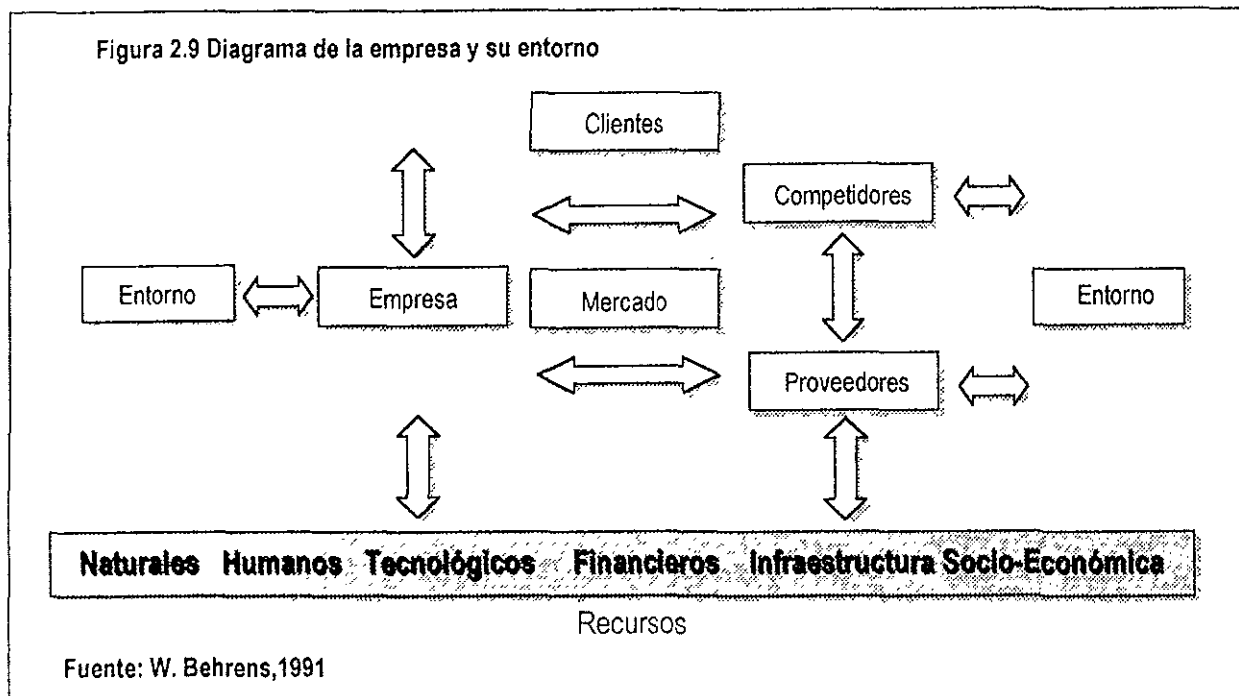 Figura 2.9 Diagrama de la empresa y su entorno
Clientes
Competidores
Entorno
Empresa
Mercado
Entorno
Proveedores
Naturales Humanos Tecnológicos Financieros Infraestructura Socio-Económica
Recursos
Fuente: W. Behrens,1991